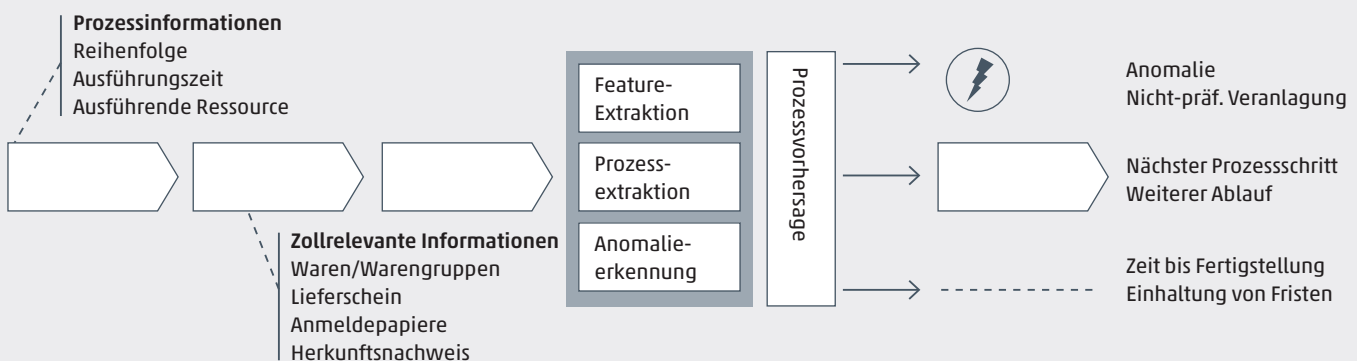 Prozessinformationen
Reihenfolge
Ausführungszeit
Ausführende Ressource
Zollrelevante Informationen
Waren/Warengruppen
Lieferschein
Anmeldepapiere
Herkunftsnachweis
Feature-
Extraktion
Prozess-
extraktion
Anomalie-
erkennung
Prozessvorhersage
Anomalie
Nicht-präf. Veranlagung
Nächster Prozessschritt
Weiterer Ablauf
Zeit bis Fertigstellung
Einhaltung von Fristen